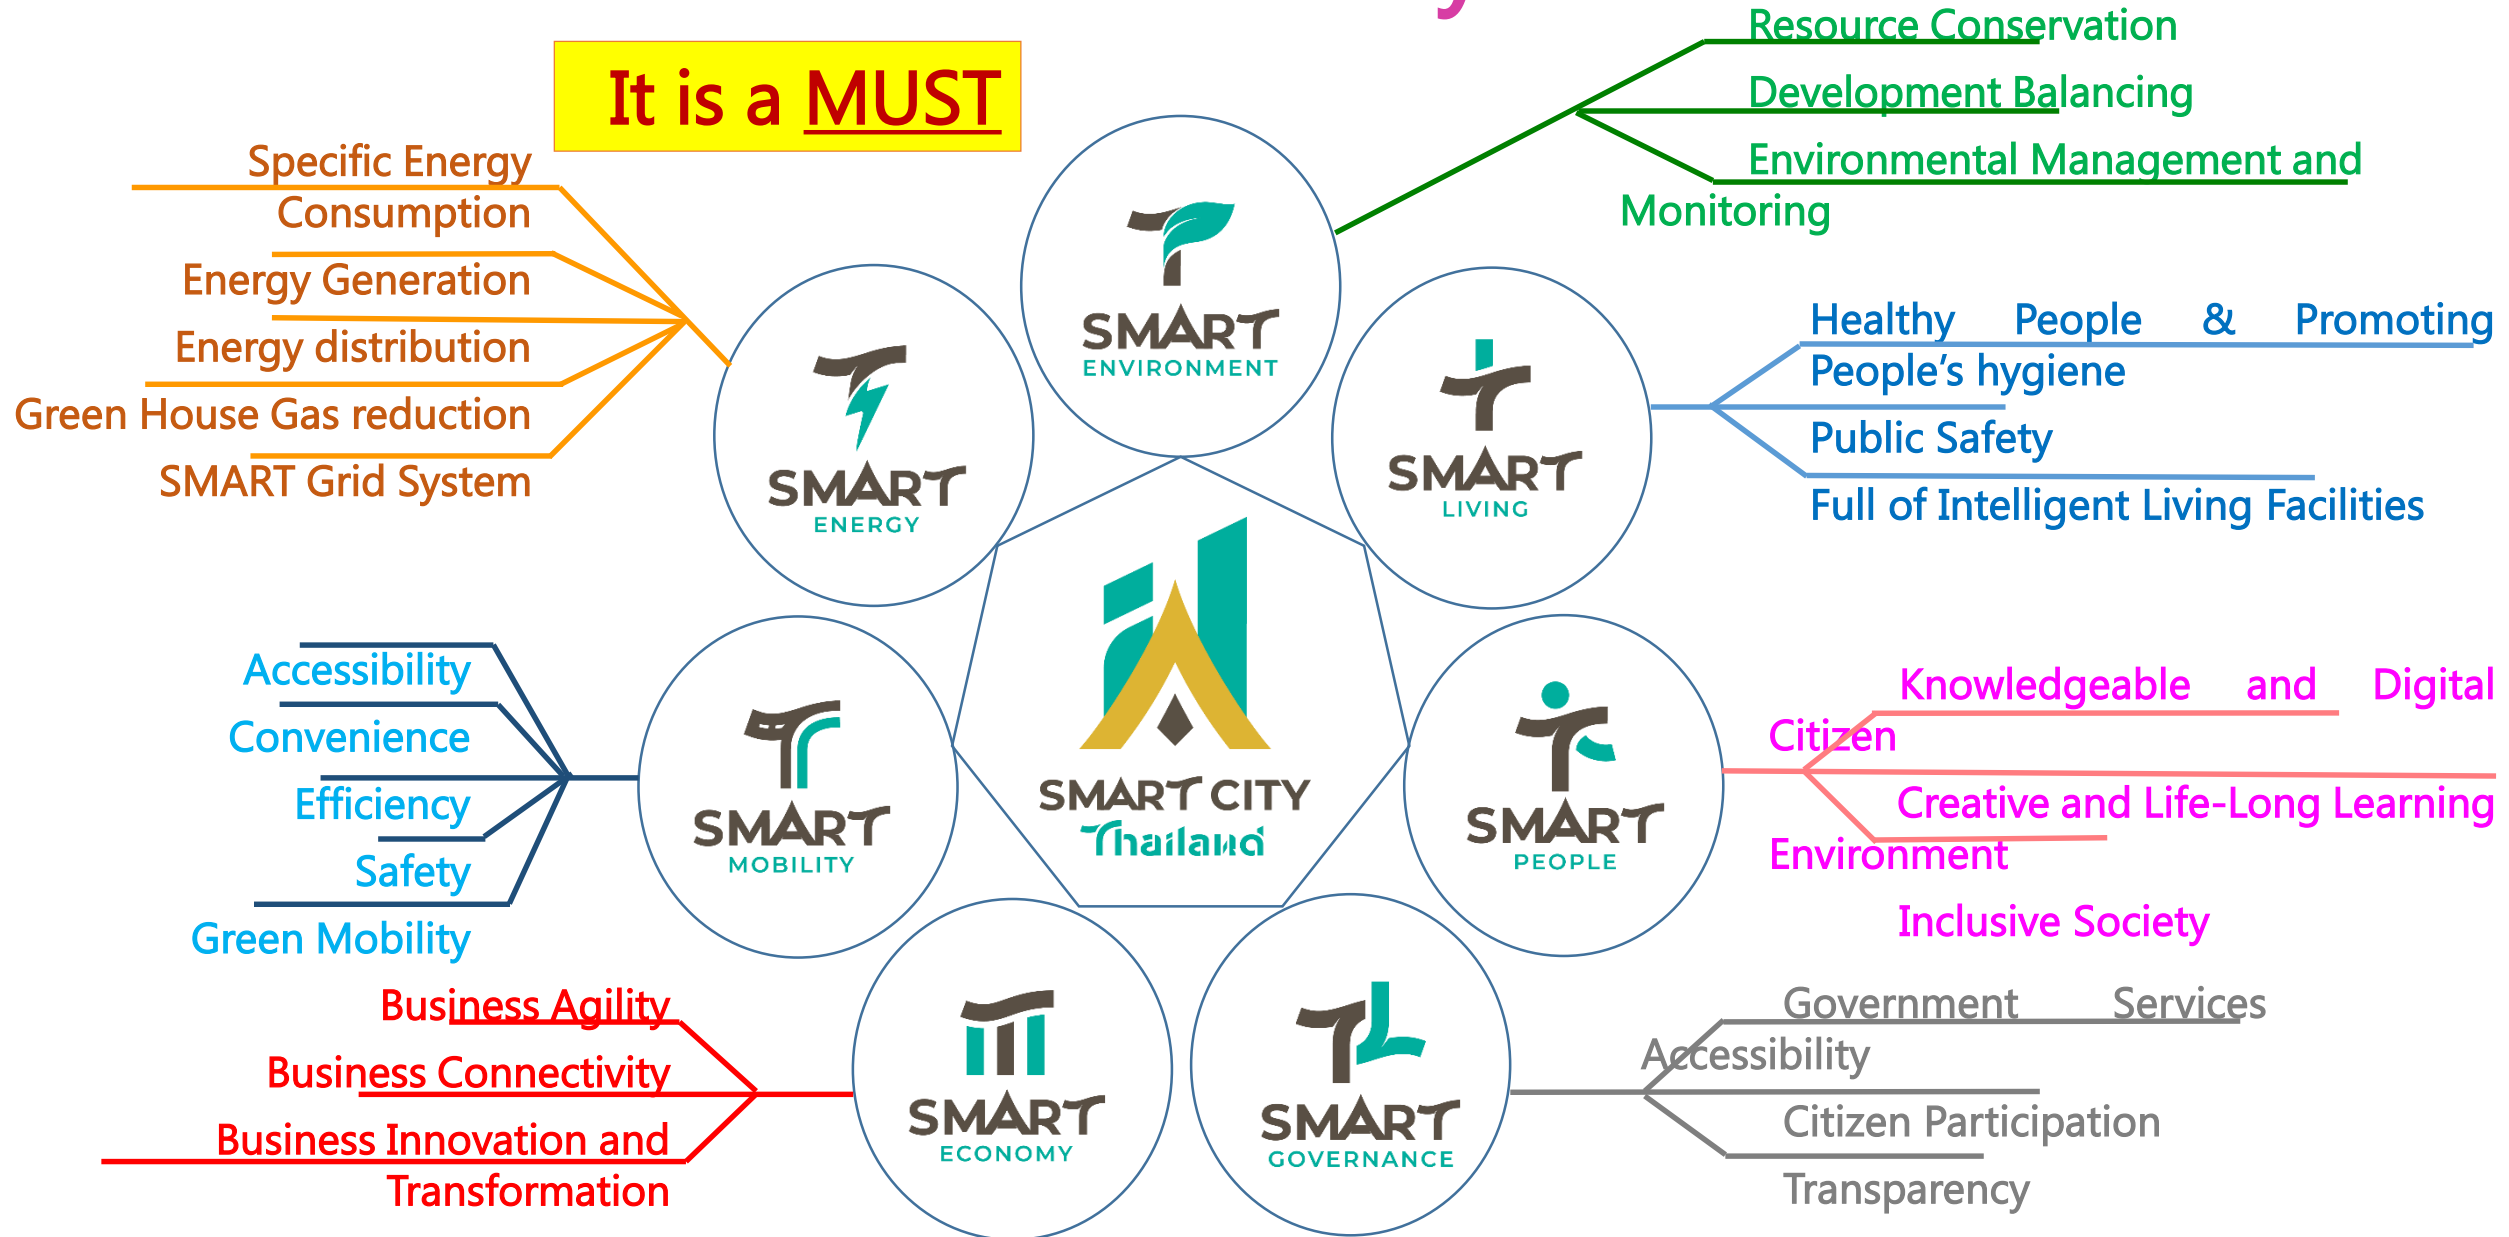 It is a MUST
Resource Conservation
Development Balancing
Environmental Management and
Monitoring
Specific Energy
Consumption
Energy Generation
Energy distribution
Green House Gas reduction
SMART Grid System
SMART
ENVIRONMENT
SMART
ENERGY
SMART
LIVING
Healthy People & Promoting
People's hygiene
Public Safety
Full of Intelligent Living Facilities
Accessibility
Convenience
Efficiency
Safety
Green Mobility
SMART
MOBILITY
SMART CITY
Thailand
SMART
PEOPLE
Knowledgeable and Digital
Citizen
Creative and Life-Long Learning
Environment
Inclusive Society
Business Agility
Business Connectivity
Business Innovation and
Transformation
SMART
ECONOMY
SMART
GOVERNANCE
Government Services
Accessibility
Citizen Participation
Transparency